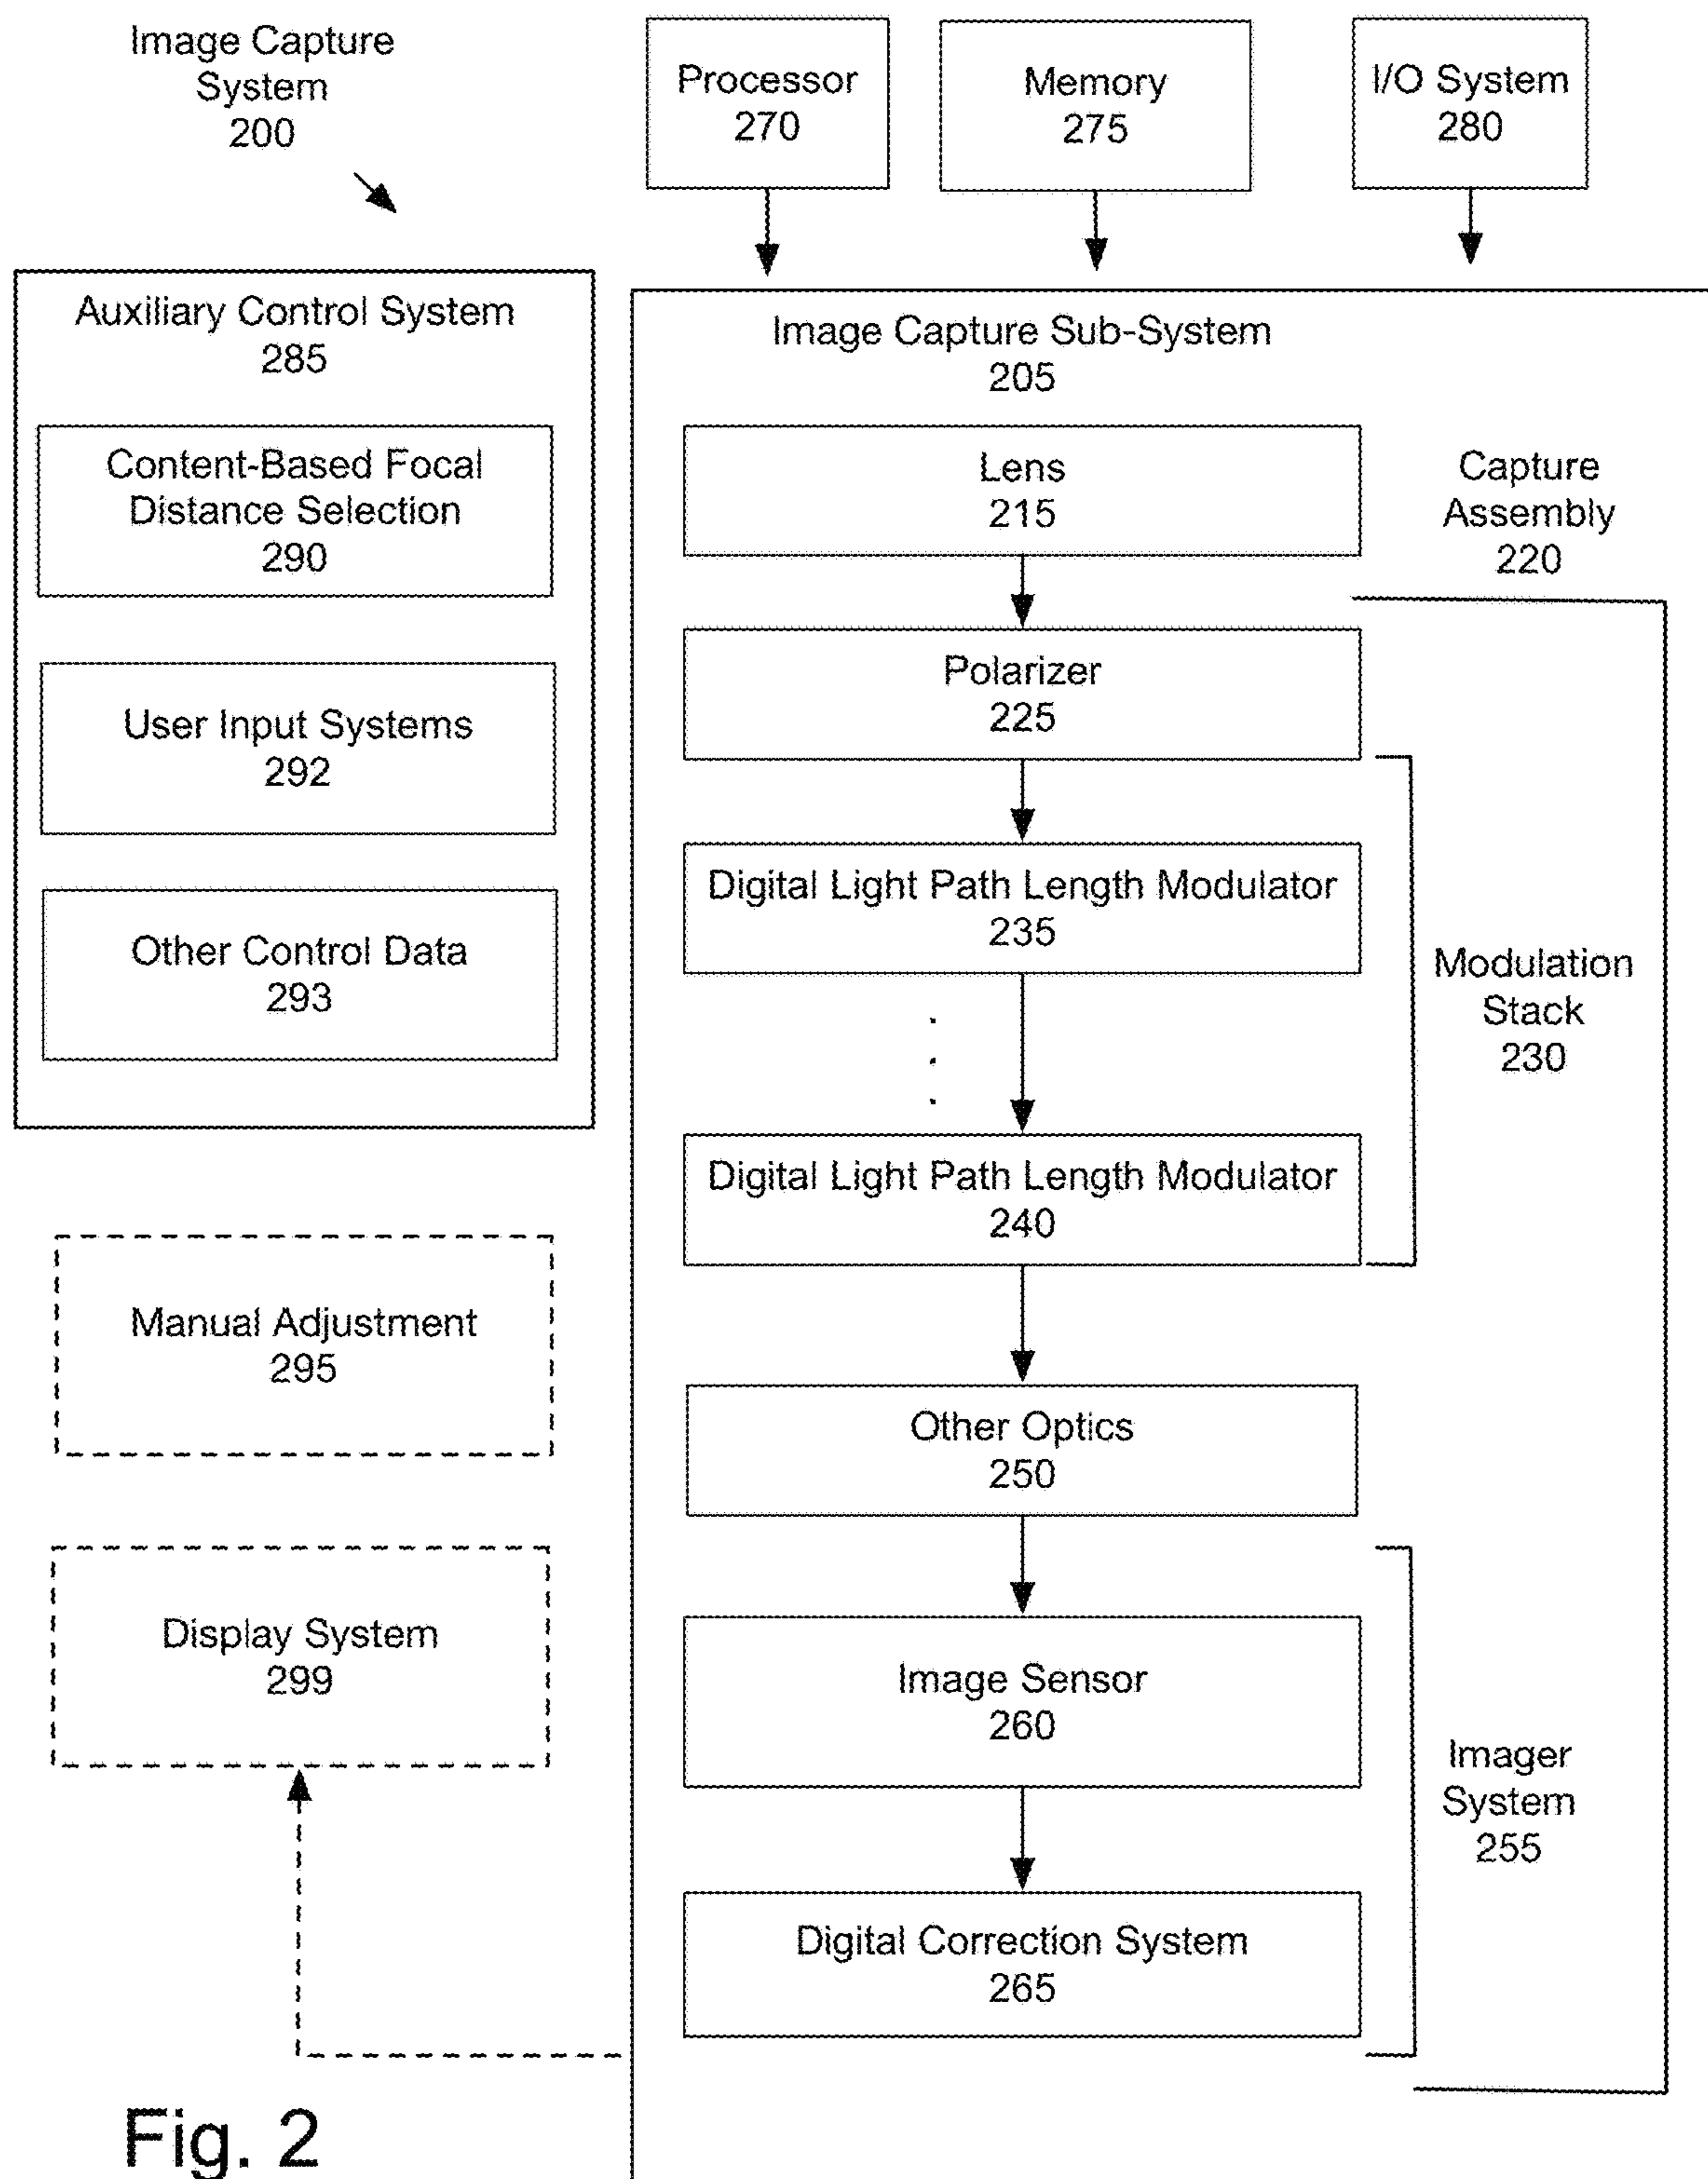 Image Capture
System
200
Processor
270
Memory
275
I/O System
280
Auxiliary Control System
285
Content-Based Focal
Distance Selection
290
User Input Systems
292
Other Control Data
293
Manual Adjustment
295
Display System
299
Image Capture Sub-System
205
Lens
215
Capture
Assembly
220
Polarizer
225
Digital Light Path Length Modulator
235
Modulation
Stack
230
Digital Light Path Length Modulator
240
Other Optics
250
Image Sensor
260
Imager
System
255
Digital Correction System
265
Fig. 2